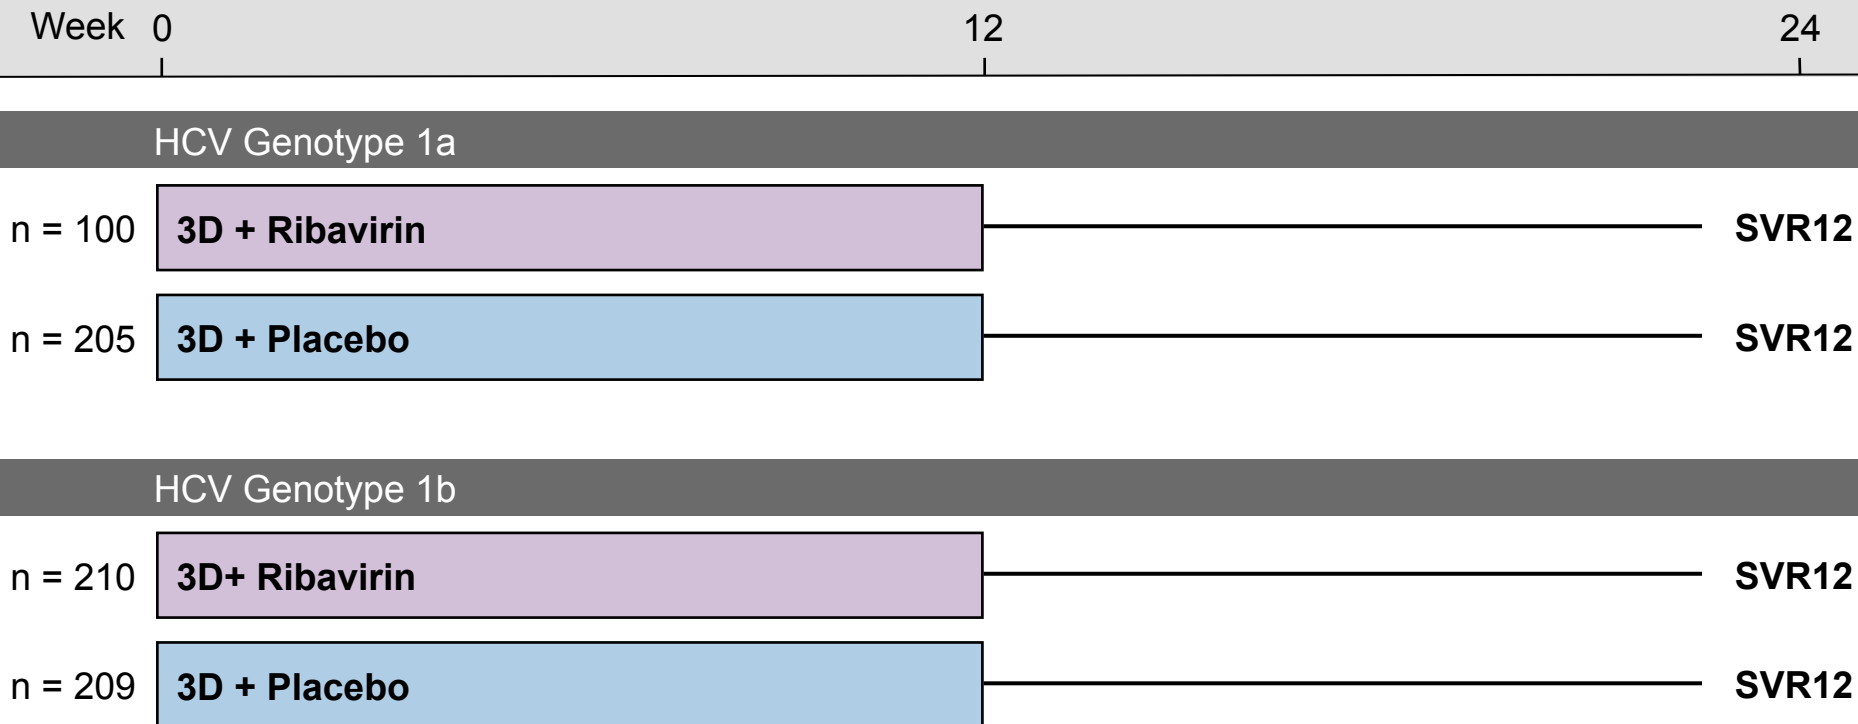 Week 0 12 24
HCV Genotype 1a
n = 100 3D + Ribavirin SVR12
n = 205 3D + Placebo SVR12
HCV Genotype 1b
n = 210 3D+ Ribavirin SVR12
n = 209 3D + Placebo SVR12